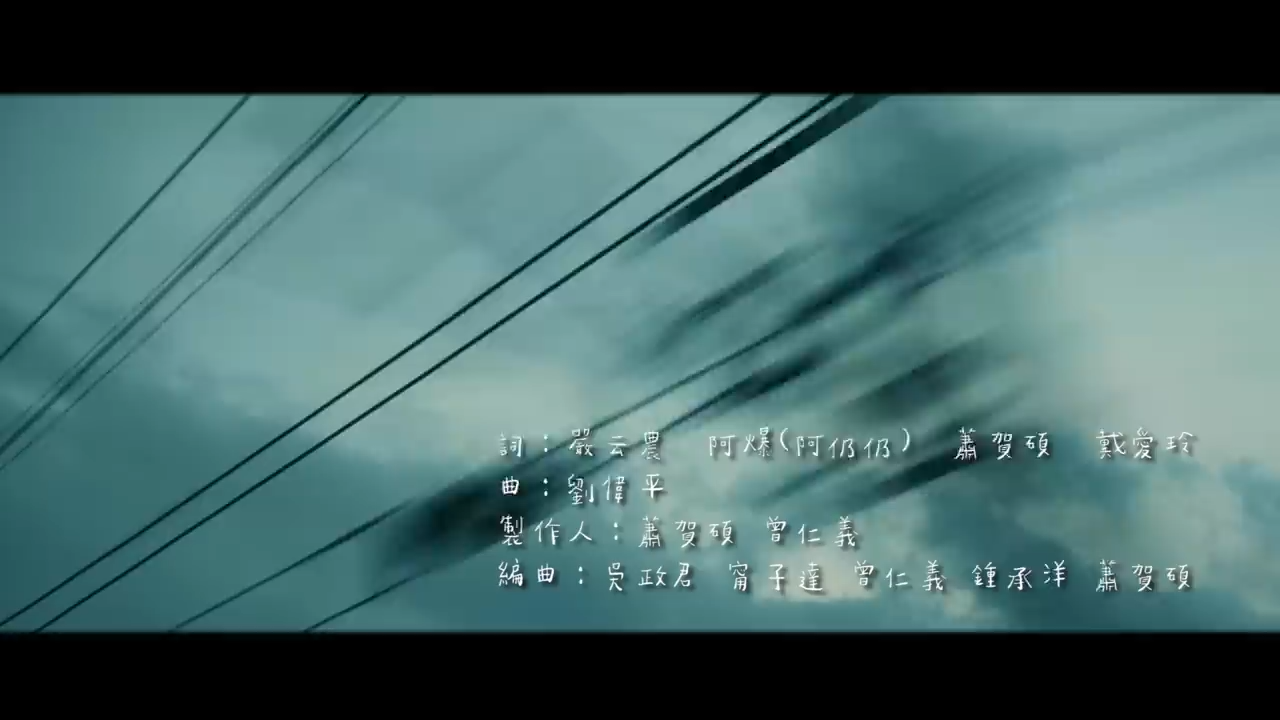 詞：嚴云農　阿爆(阿仍仍)　蕭賀碩　戴愛玲
曲：劉偉平
製作人：蕭賀碩 曾仁義
編曲：吳政君 甯子達 曾仁義 鍾承洋 蕭賀碩